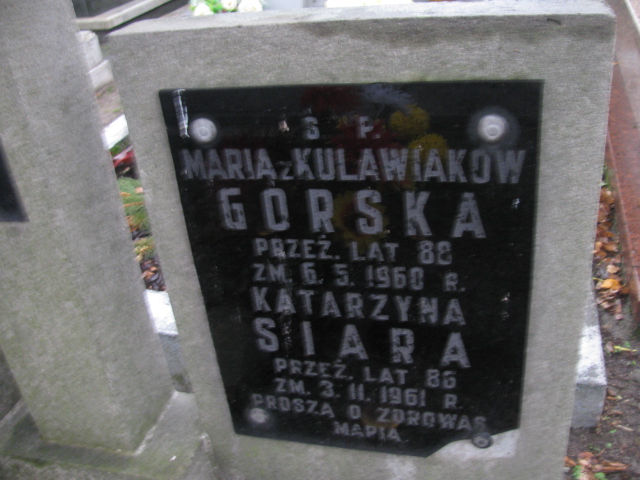 Ś P.
MARIA z KULAWIAKÓW
GÓRSKA
PRZEŻ. LAT 88
ZM. 6. 5. 1960 R.
KATARZYNA
SIARA
PRZEŻ. LAT 86
ZM. 3. 11. 1961 R.
PROSZĄ O ZDROWAŚ
MARIA